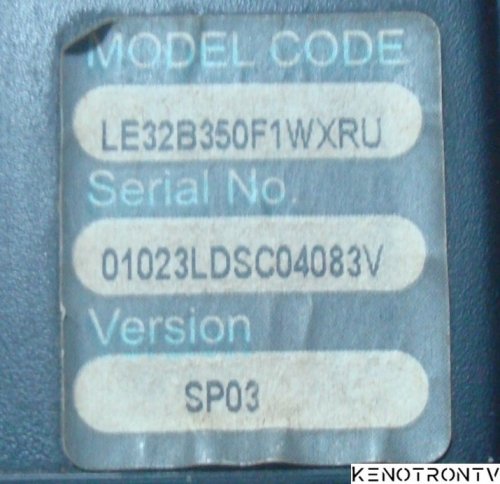 MODEL CODE
LE32B350F1WXRU
Serial No.
01023LDSC04083V
Version
SP03
KENOTRONTV